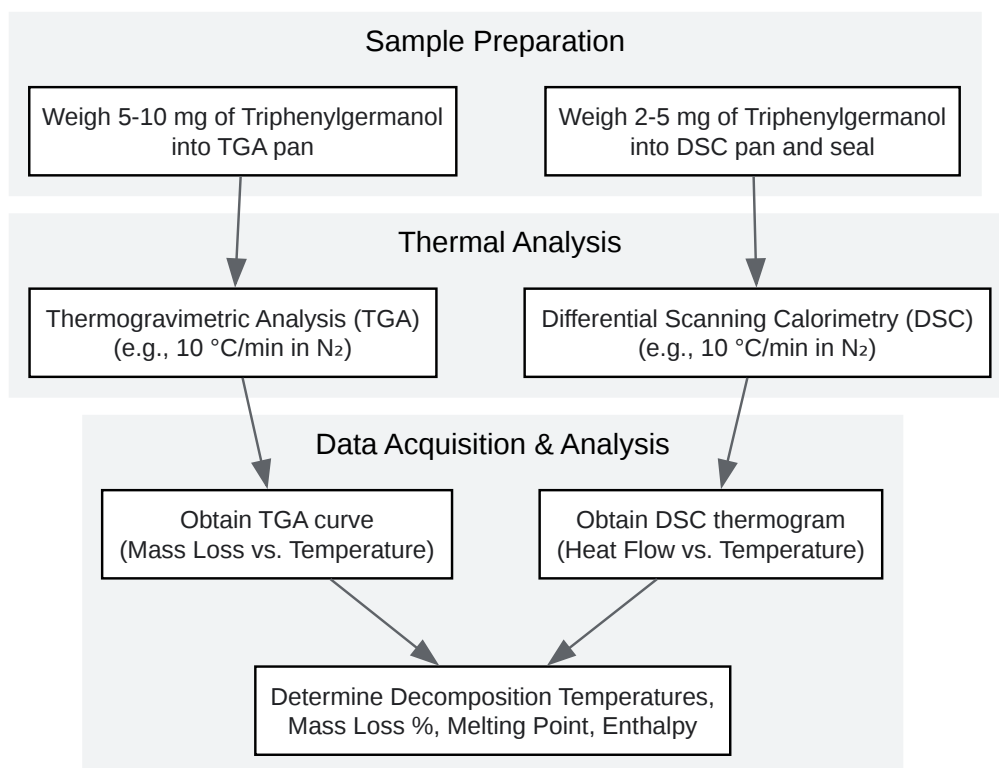 Sample Preparation
Weigh 5-10 mg of Triphenylgermanol
into TGA pan
Weigh 2-5 mg of Triphenylgermanol
into DSC pan and seal
Thermal Analysis
Thermogravimetric Analysis (TGA)
(e.g., 10 °C/min in N₂)
Differential Scanning Calorimetry (DSC)
(e.g., 10 °C/min in N₂)
Data Acquisition & Analysis
Obtain TGA curve
(Mass Loss vs. Temperature)
Obtain DSC thermogram
(Heat Flow vs. Temperature)
Determine Decomposition Temperatures,
Mass Loss %, Melting Point, Enthalpy